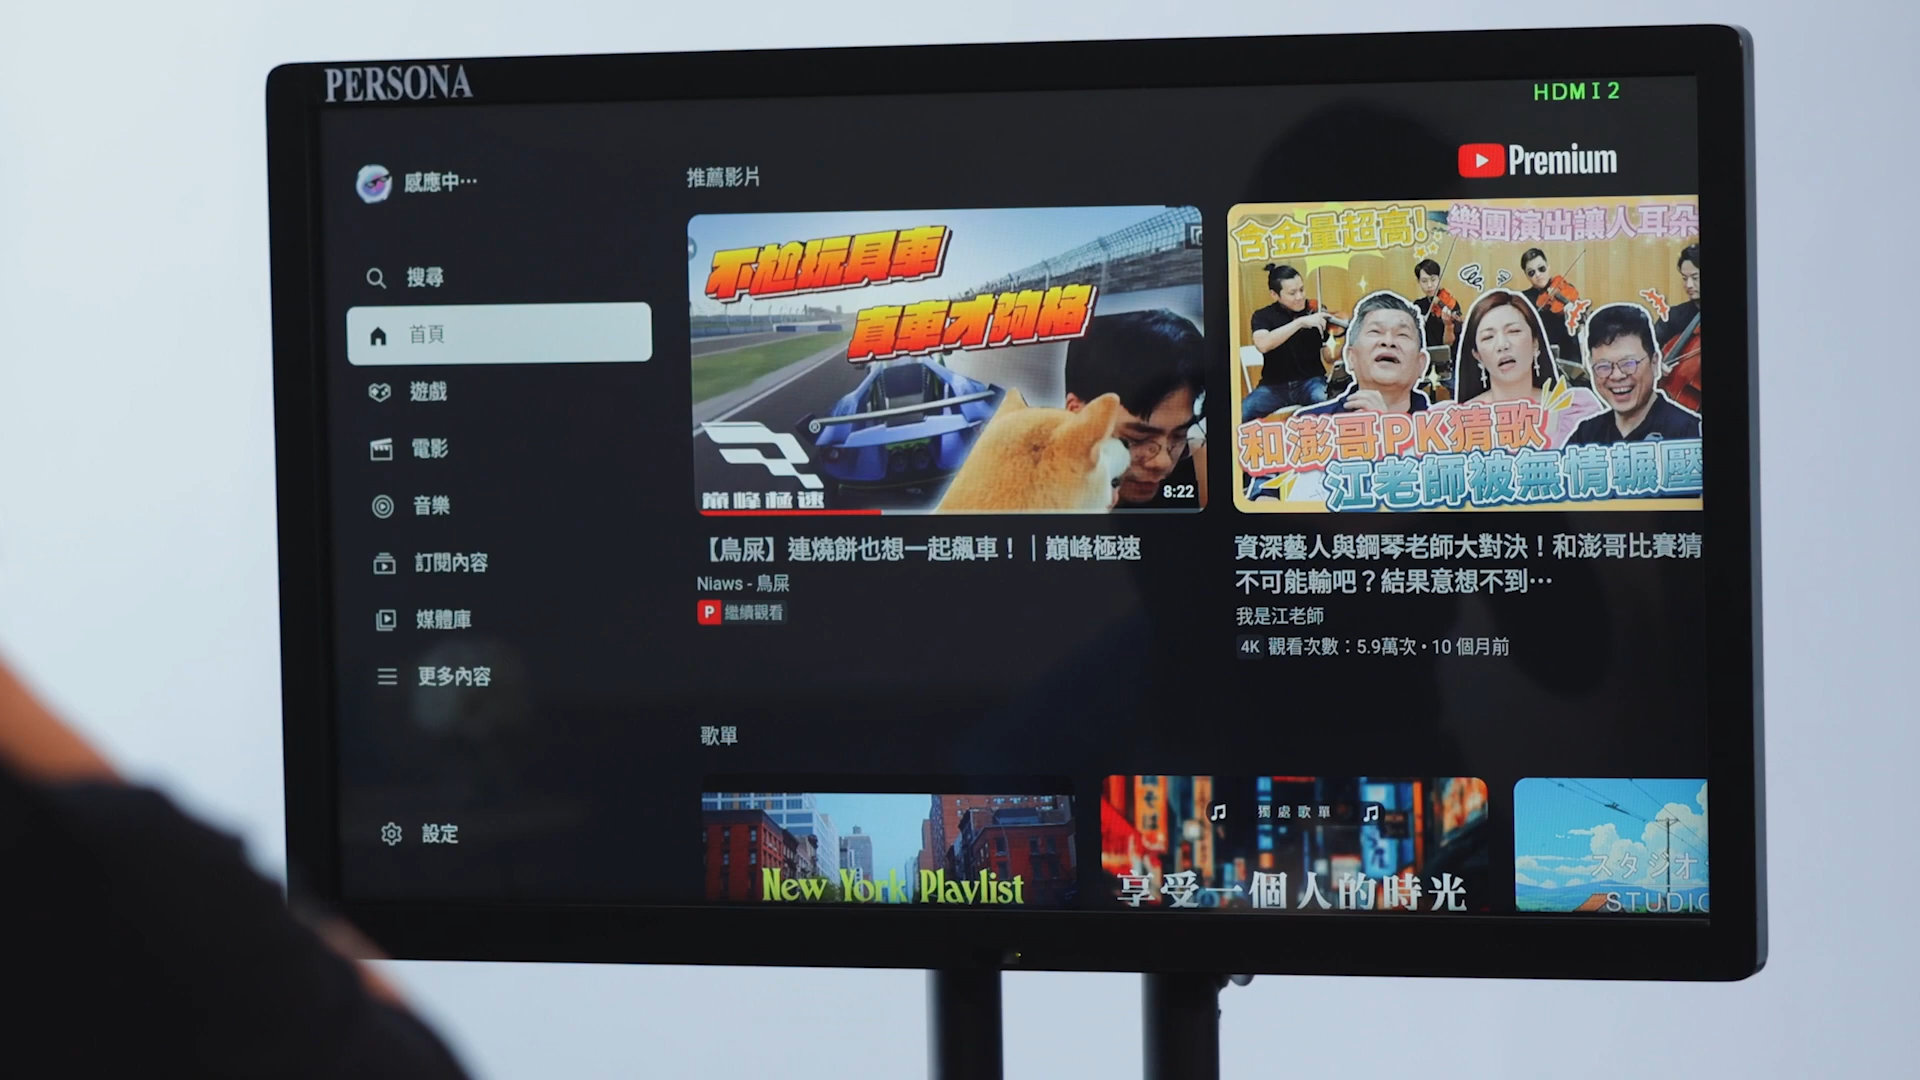 PERSONA
HDMI2
感應中…
搜尋
首頁
遊戲
電影
音樂
訂閱內容
媒體庫
更多內容
設定
Premium
推薦影片
不尬玩具車
真車才夠格
巔峰極速
8:22
【鳥屎】連燒餅也想一起飆車！｜巔峰極速
Niaws - 鳥屎
P 繼續觀看
含金量超高! 樂團演出讓人耳朵
和澎哥PK猜歌
江老師被無情輾壓
資深藝人與鋼琴老師大對決！和澎哥比賽猜
不可能輸吧？結果意想不到…
我是江老師
4K 觀看次數：5.9萬次 • 10 個月前
歌單
New York Playlist
獨處歌單
享受一個人的時光
スタジオ
STUDIO